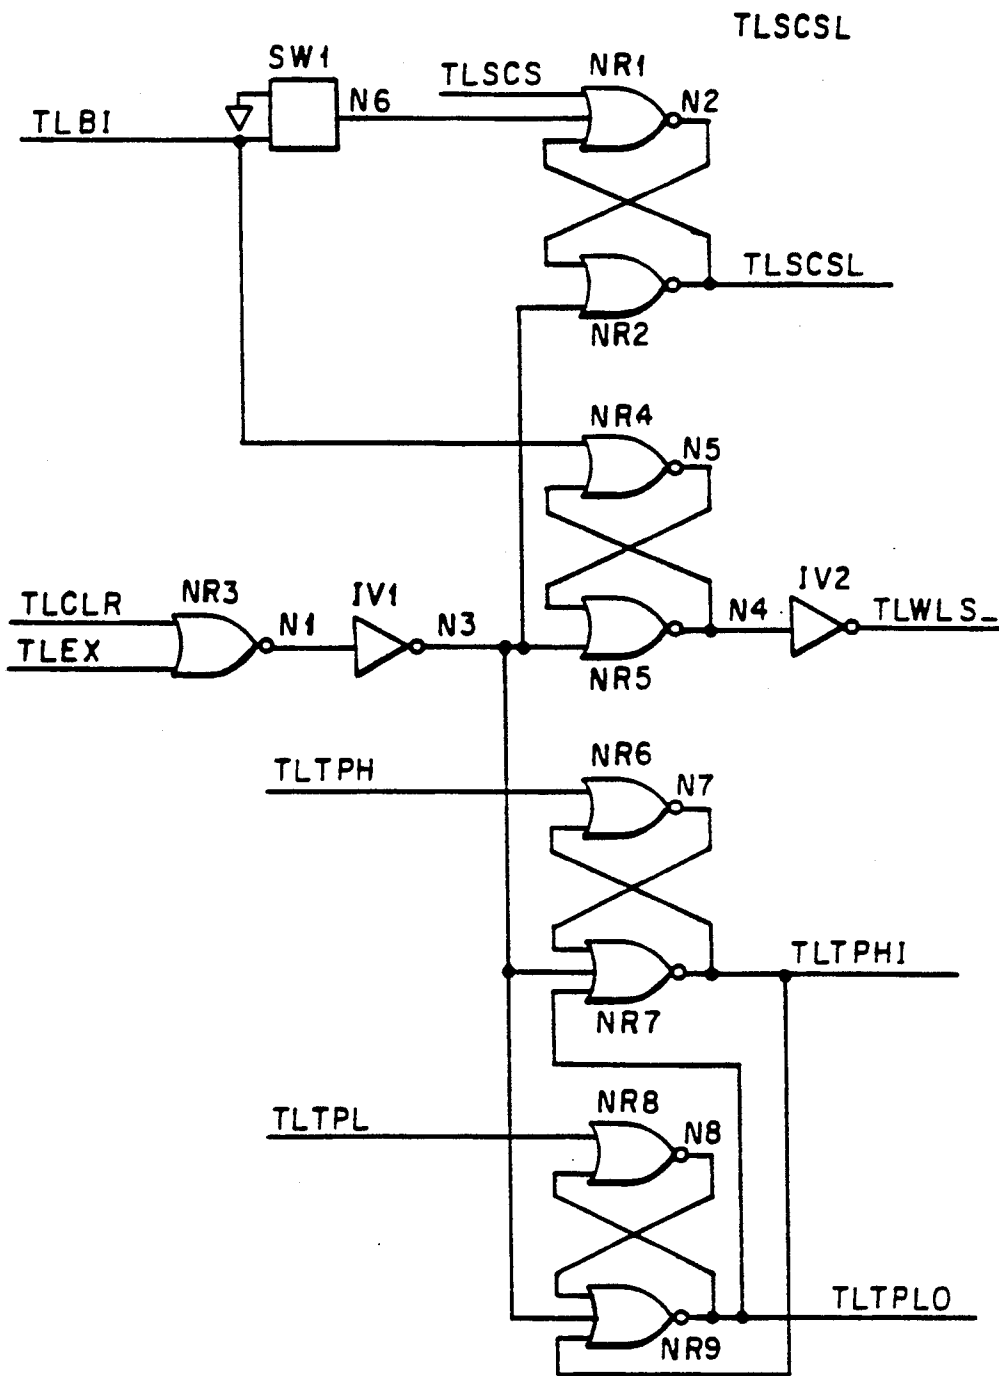 TLSCSL
SW1
TLSCS
NR1
N6
N2
TLBI
TLSCSL
NR2
NR4
N5
TLCLR
NR3
N1
IV1
N3
N4
IV2
TLWLS_
TLEX
NR5
NR6
TLTPH
N7
TLTPHI
NR7
NR8
TLTPL
N8
TLTPLO
NR9